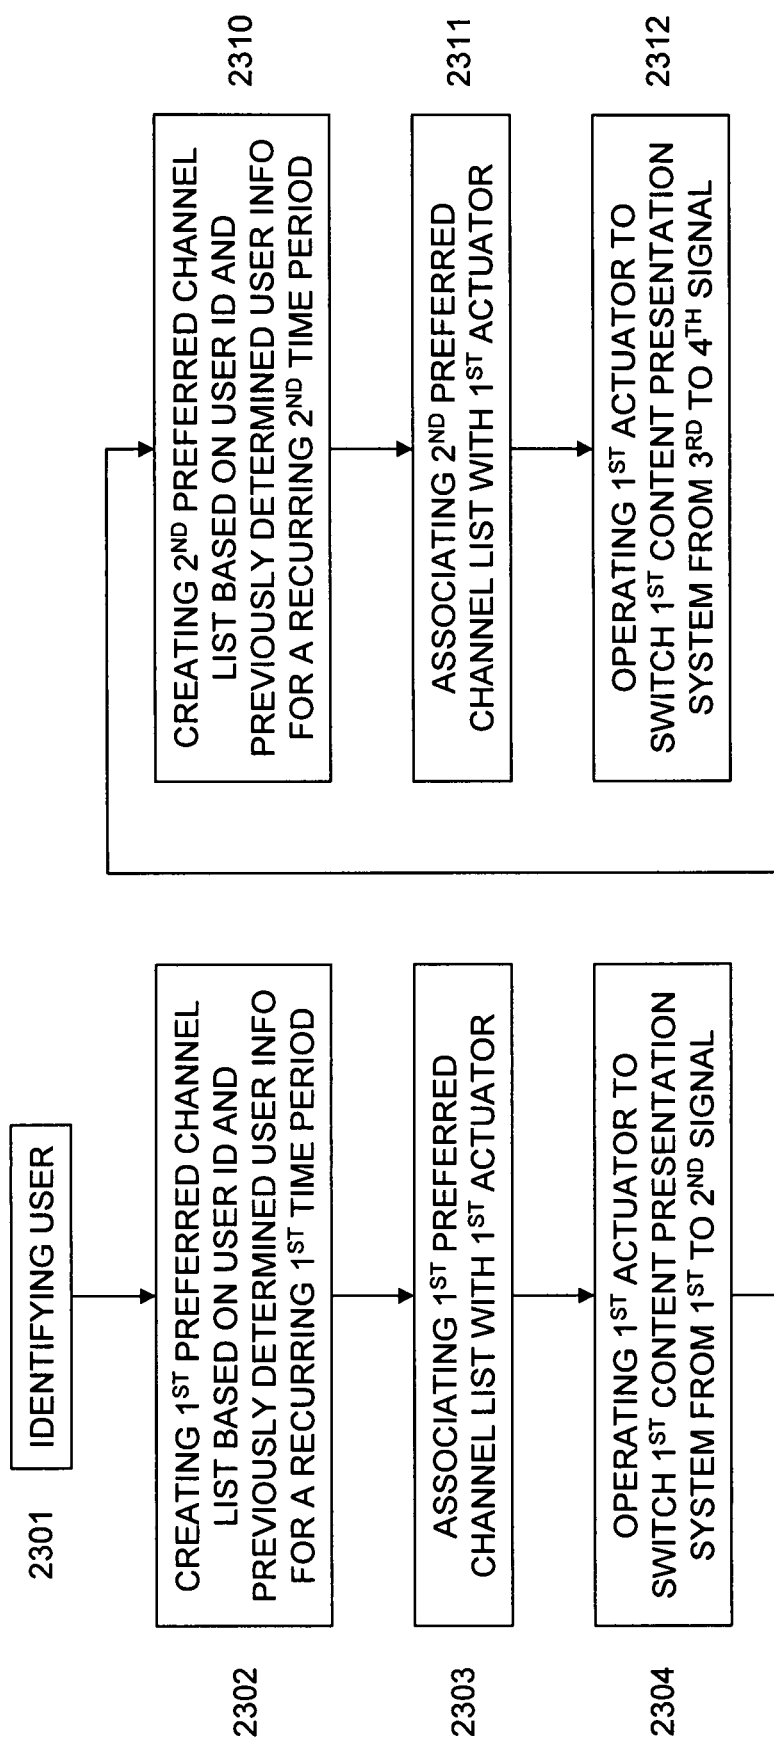 2301
IDENTIFYING USER
2302
CREATING 1ST PREFERRED CHANNEL
LIST BASED ON USER ID AND
PREVIOUSLY DETERMINED USER INFO
FOR A RECURRING 1ST TIME PERIOD
2303
ASSOCIATING 1ST PREFERRED
CHANNEL LIST WITH 1ST ACTUATOR
2304
OPERATING 1ST ACTUATOR TO
SWITCH 1ST CONTENT PRESENTATION
SYSTEM FROM 1ST TO 2ND SIGNAL
CREATING 2ND PREFERRED CHANNEL
LIST BASED ON USER ID AND
PREVIOUSLY DETERMINED USER INFO
FOR A RECURRING 2ND TIME PERIOD
2310
ASSOCIATING 2ND PREFERRED
CHANNEL LIST WITH 1ST ACTUATOR
2311
OPERATING 1ST ACTUATOR TO
SWITCH 1ST CONTENT PRESENTATION
SYSTEM FROM 3RD TO 4TH SIGNAL
2312